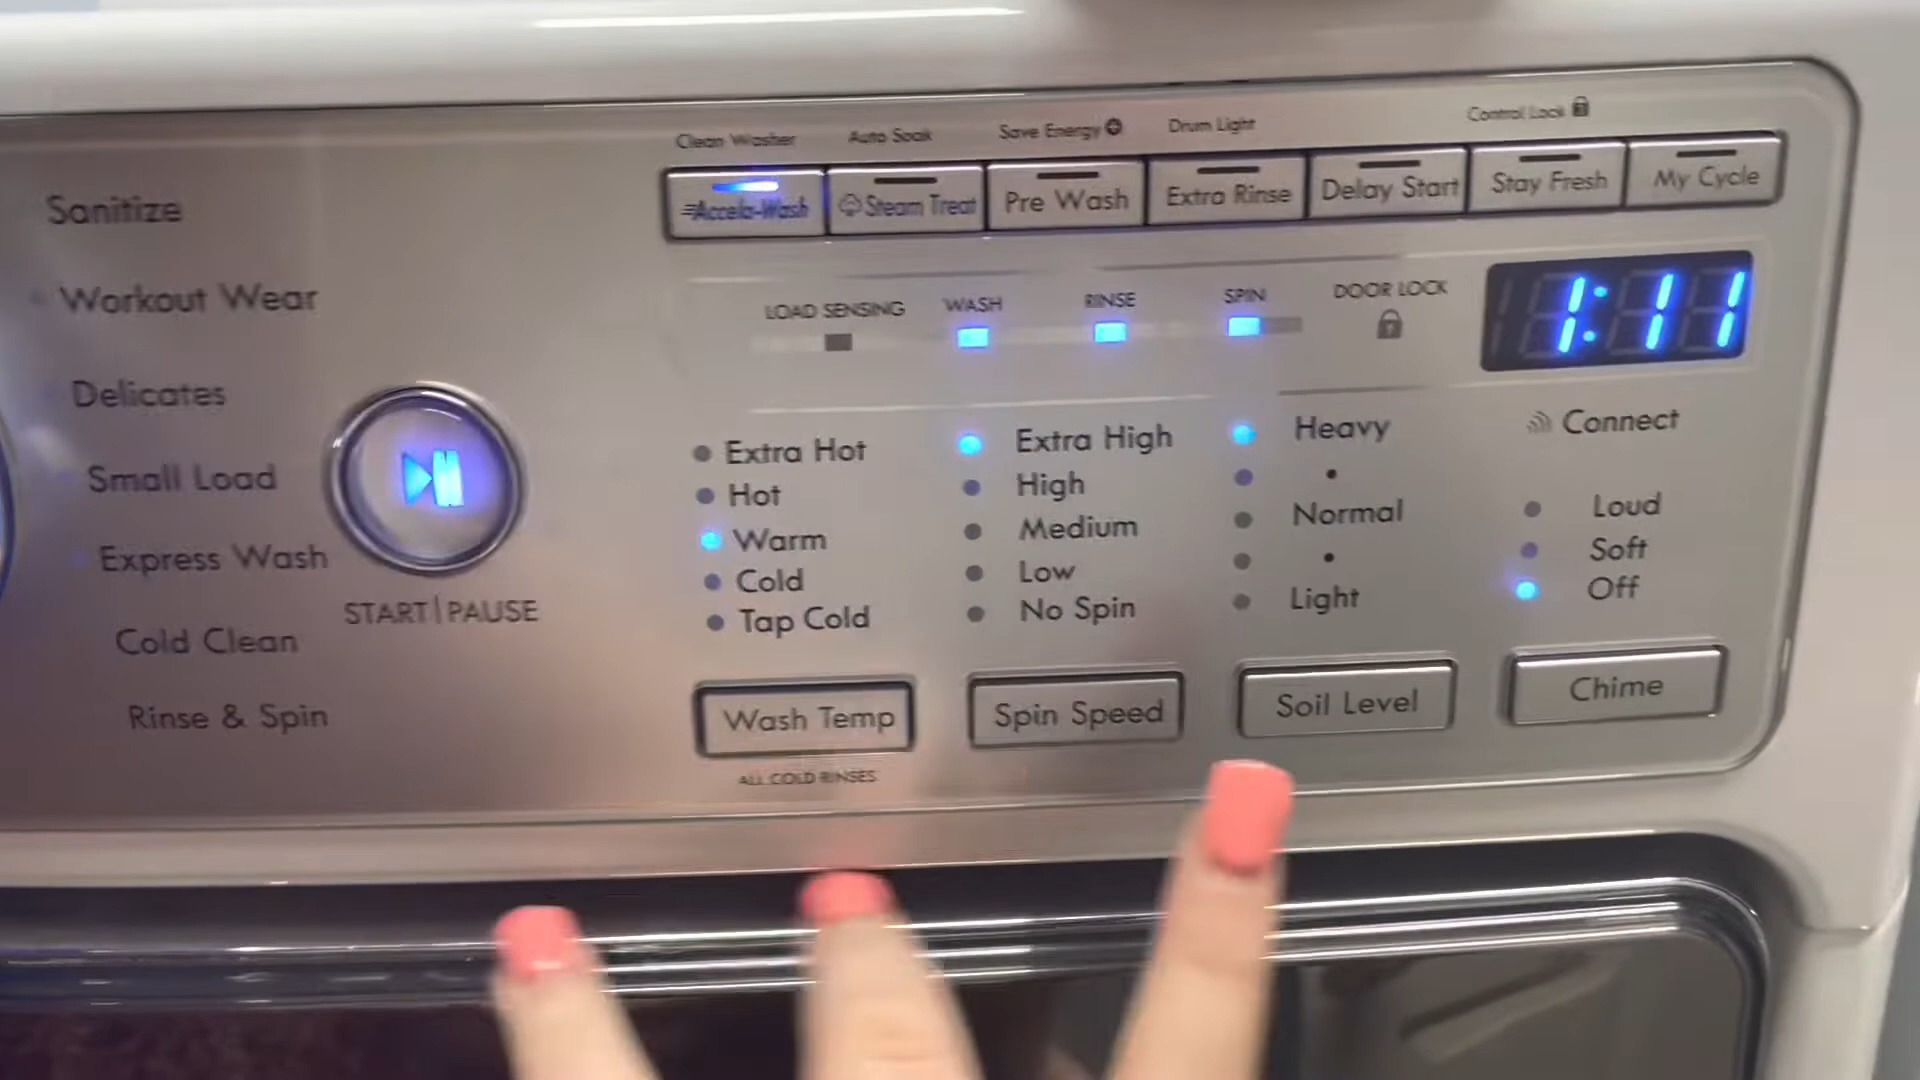 Clean Washer
Auto Soak
Save Energy
Drum Light
Control Lock
Accela-Wash
Steam Treat
Pre Wash
Extra Rinse
Delay Start
Stay Fresh
My Cycle
Sanitize
Workout Wear
Delicates
Small Load
Express Wash
Cold Clean
Rinse & Spin
START|PAUSE
LOAD SENSING
WASH
RINSE
SPIN
DOOR LOCK
1:11
Extra Hot
Hot
Warm
Cold
Tap Cold
Wash Temp
ALL COLD RINSES
Extra High
High
Medium
Low
No Spin
Spin Speed
Heavy
Normal
Light
Soil Level
Connect
Loud
Soft
Off
Chime